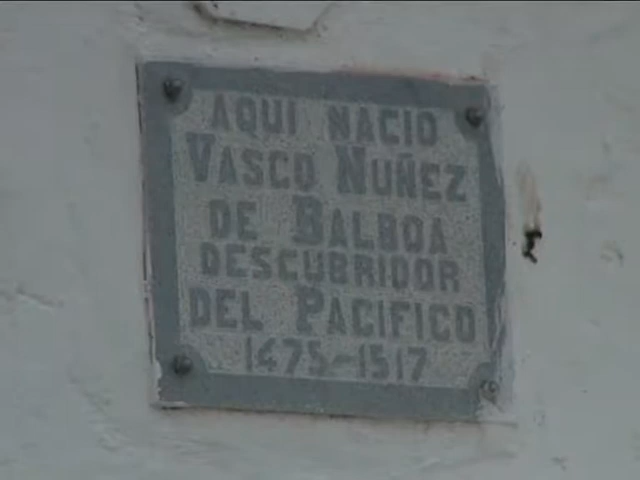 AQUI NACIO
VASCO NUÑEZ
DE BALBOA
DESCUBRIDOR
DEL PACIFICO
1475-1517